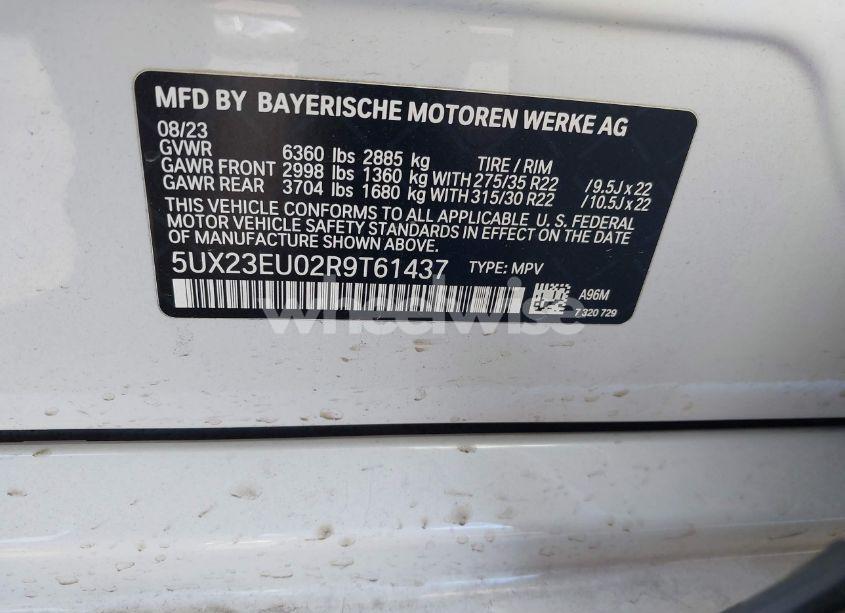 MFD BY BAYERISCHE MOTOREN WERKE AG
08/23
GVWR 6360 lbs 2885 kg TIRE / RIM
GAWR FRONT 2998 lbs 1360 kg WITH 275/35 R22 / 9.5J x 22
GAWR REAR 3704 lbs 1680 kg WITH 315/30 R22 / 10.5J x 22
THIS VEHICLE CONFORMS TO ALL APPLICABLE U. S. FEDERAL
MOTOR VEHICLE SAFETY STANDARDS IN EFFECT ON THE DATE
OF MANUFACTURE SHOWN ABOVE.
5UX23EU02R9T61437 TYPE: MPV
A96M
7 320 729
wheelwise